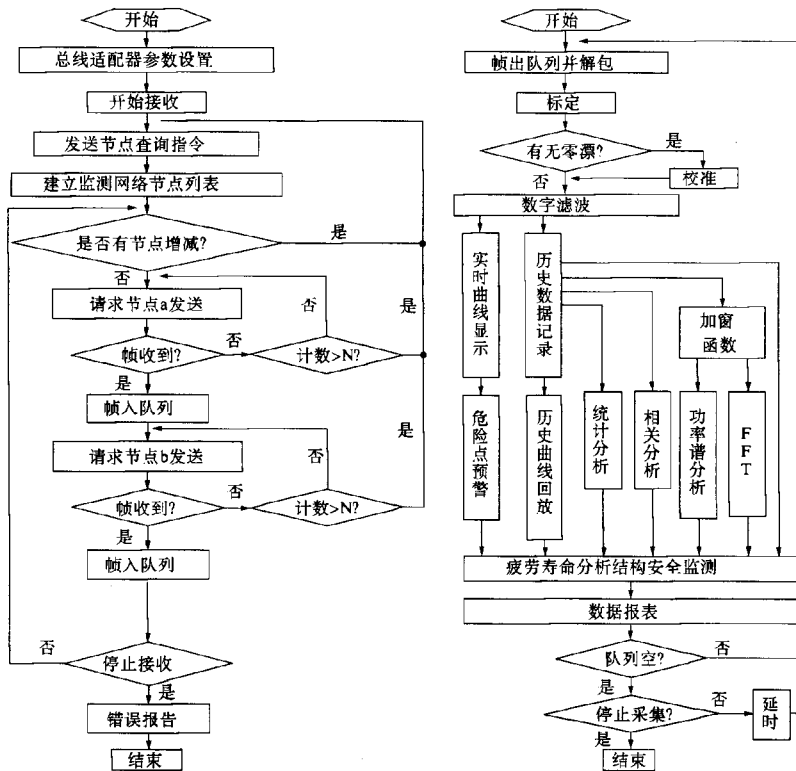 开始
总线适配器参数设置
开始接收
发送节点查询指令
建立监测网络节点列表
是否有节点增减?
是
否
请求节点a发送
否
是
帧收到?
否
计数>N?
是
帧入队列
请求节点b发送
否
是
帧收到?
否
计数>N?
是
帧入队列
否
停止接收
是
错误报告
结束
开始
帧出队列并解包
标定
有无零漂?
是
否
校准
数字滤波
实时曲线显示
历史数据记录
加窗
函数
危险点预警
历史曲线回放
统计分析
相关分析
功率谱分析
FFT
疲劳寿命分析结构安全监测
数据报表
队列空?
否
是
停止采集?
否
延时
是
结束